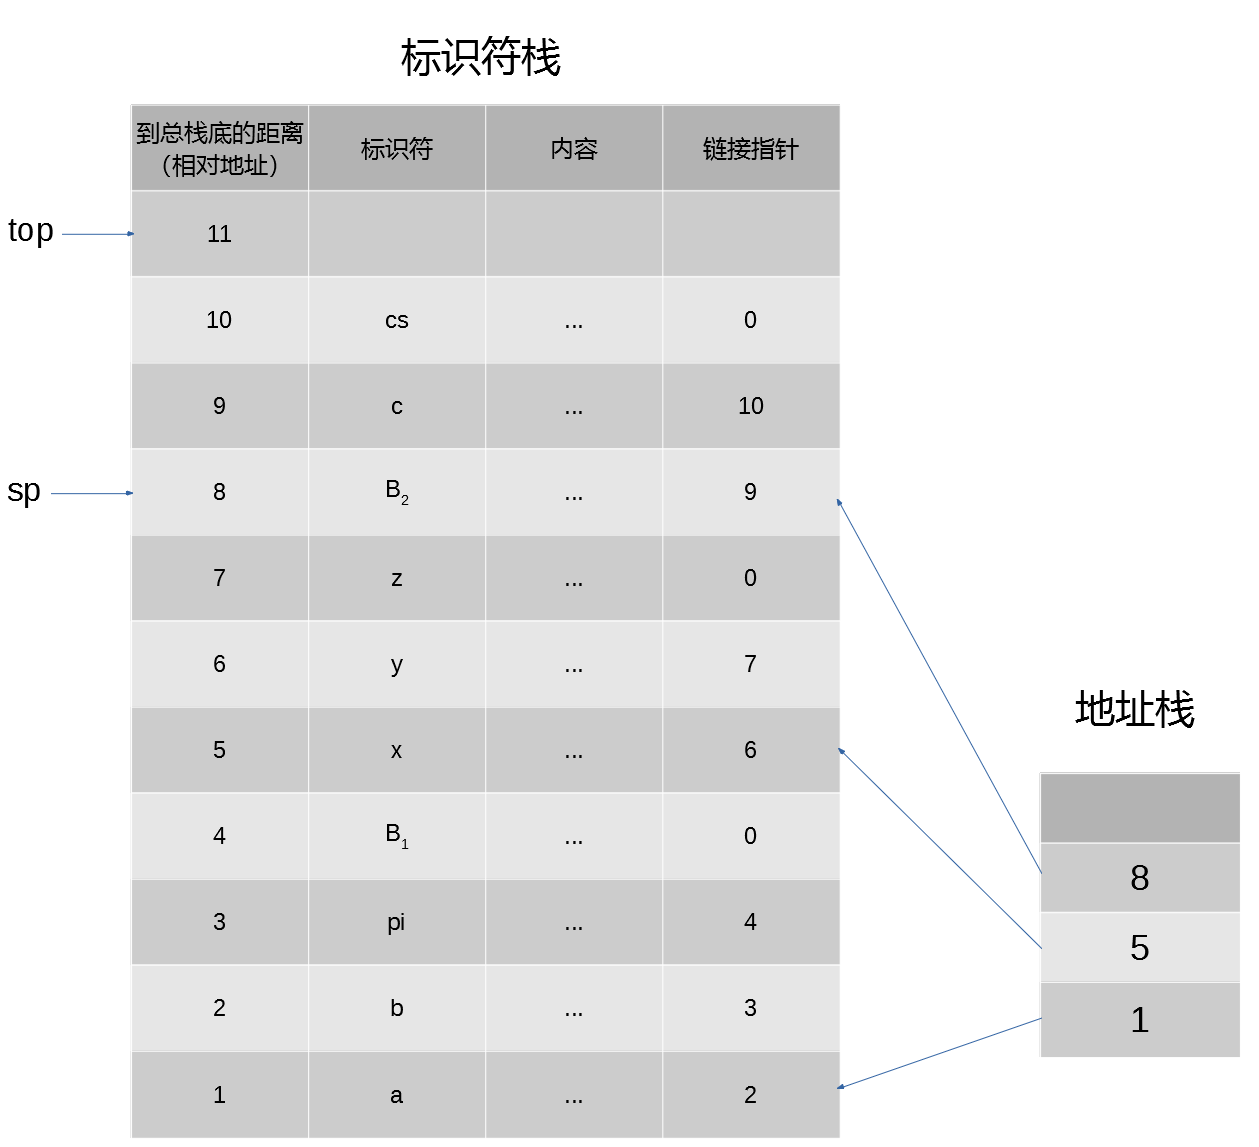 标识符栈
到总栈底的距离
（相对地址）
标识符 内容 链接指针
top 11
10 cs ... 0
9 c ... 10
sp 8 B₂ ... 9
7 z ... 0
6 y ... 7
5 x ... 6
4 B₁ ... 0
3 pi ... 4
2 b ... 3
1 a ... 2
地址栈
8
5
1